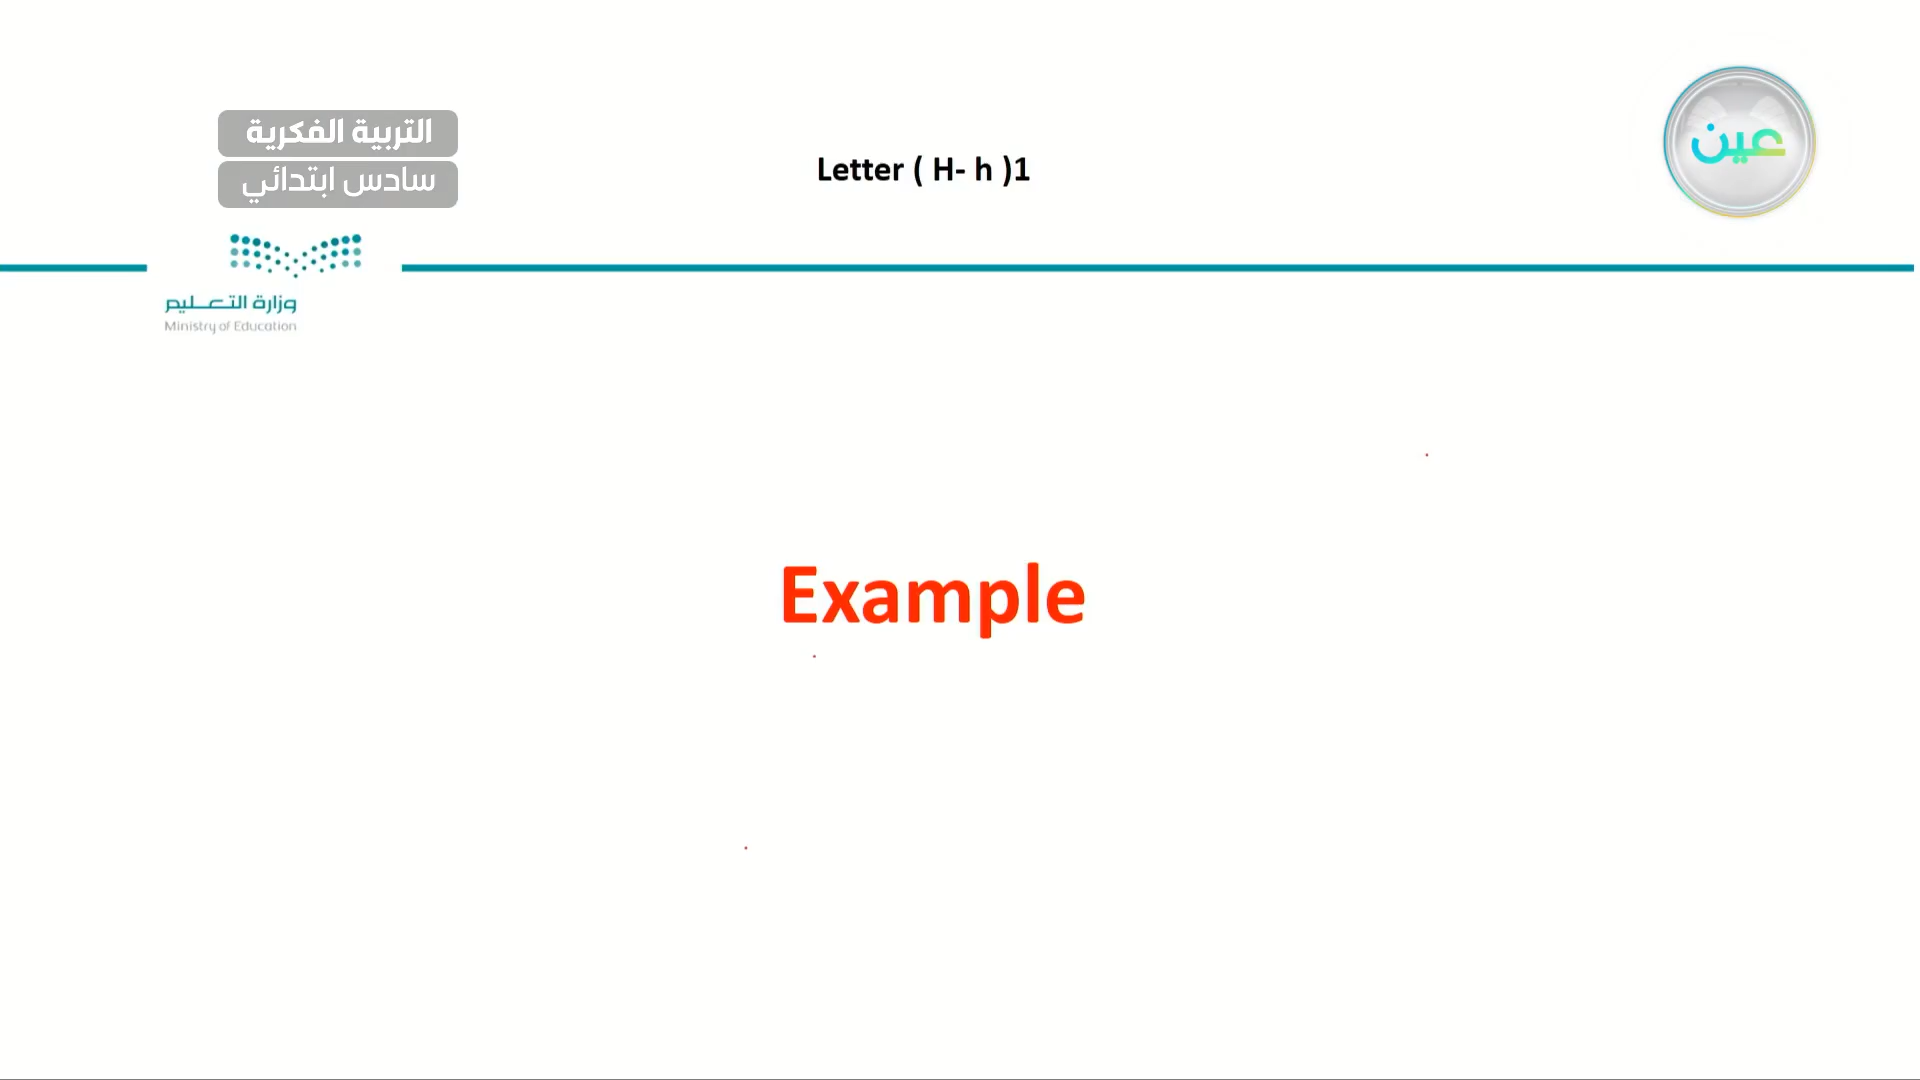 التربية الفكرية
سادس ابتدائي
Letter ( H- h )1
عين
وزارة التعليم
Ministry of Education
Example